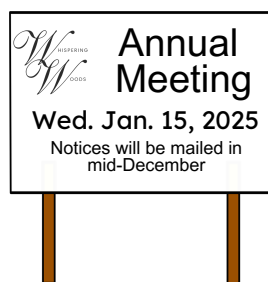 Whispering
Woods
Annual
Meeting
Wed. Jan. 15, 2025
Notices will be mailed in
mid-December